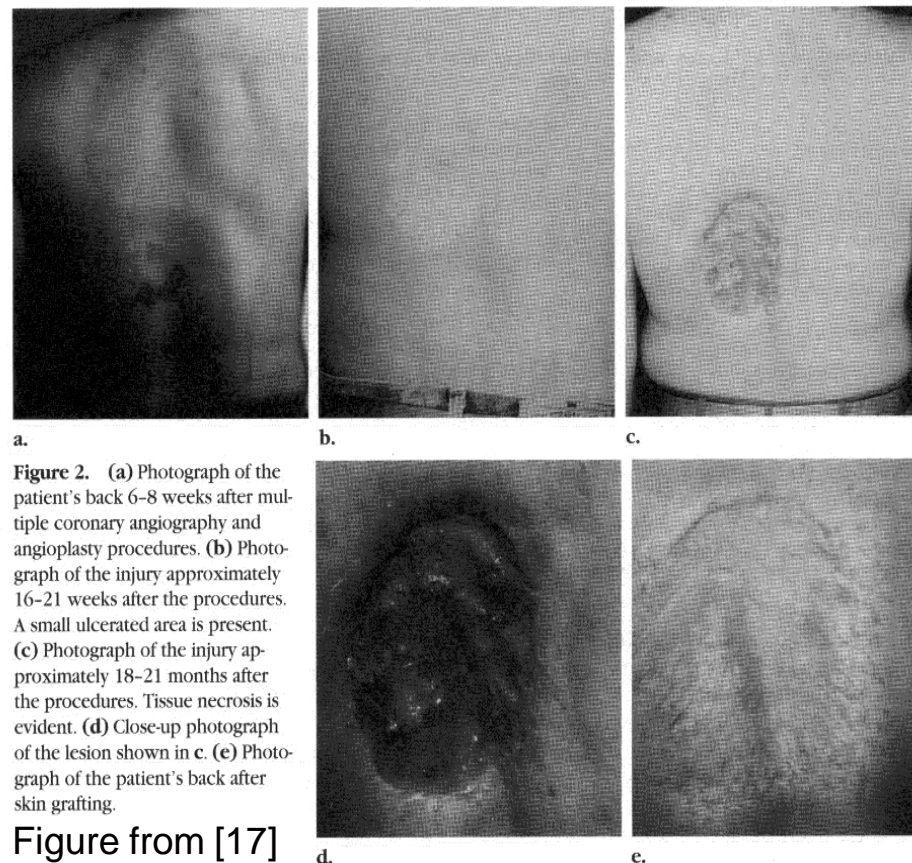 a.
b.
c.
Figure 2. (a) Photograph of the
patient's back 6–8 weeks after mul-
tiple coronary angiography and
angioplasty procedures. (b) Photo-
graph of the injury approximately
16–21 weeks after the procedures.
A small ulcerated area is present.
(c) Photograph of the injury ap-
proximately 18–21 months after
the procedures. Tissue necrosis is
evident. (d) Close-up photograph
of the lesion shown in c. (e) Photo-
graph of the patient's back after
skin grafting.
Figure from [17]
d.
e.